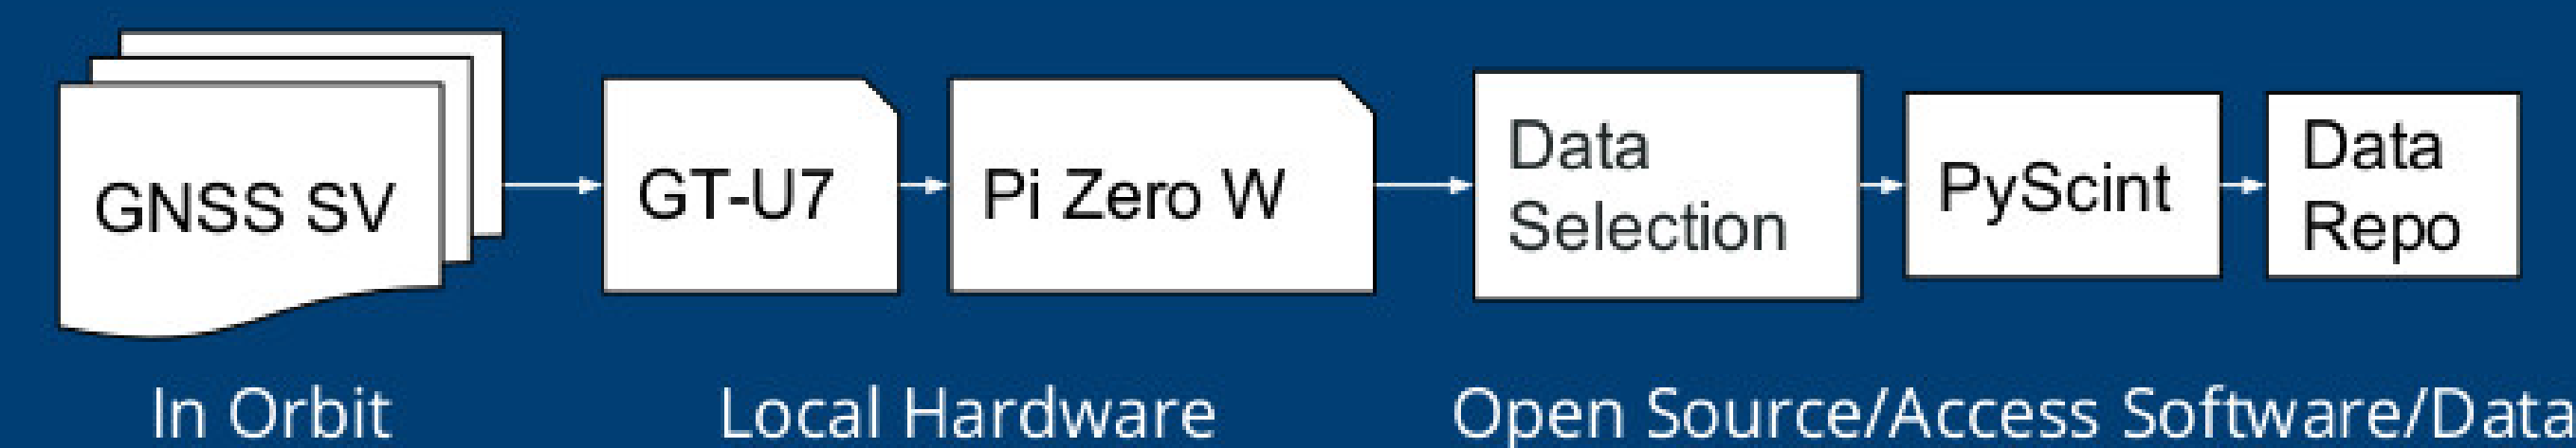 GNSS SV
GT-U7
Pi Zero W
Data
Selection
PyScint
Data
Repo
In Orbit
Local Hardware
Open Source/Access Software/Data